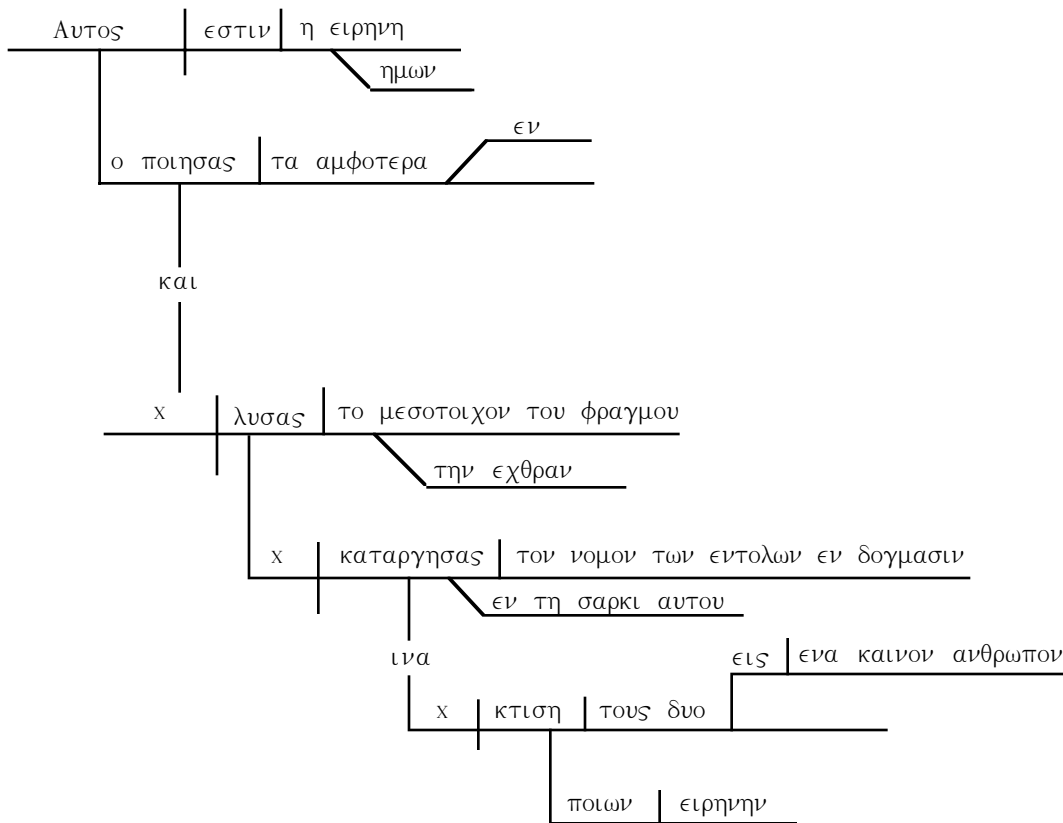 Αυτος εστιν η ειρηνη
ημων
εν
ο ποιησας τα αμφοτερα
και
x λυσας το μεσοτοιχον του φραγμου
την εχθραν
x καταργησας τον νομον των εντολων εν δογμασιν
εν τη σαρκι αυτου
ινα
εις ενα καινον ανθρωπον
x κτιση τους δυο
ποιων ειρηνην